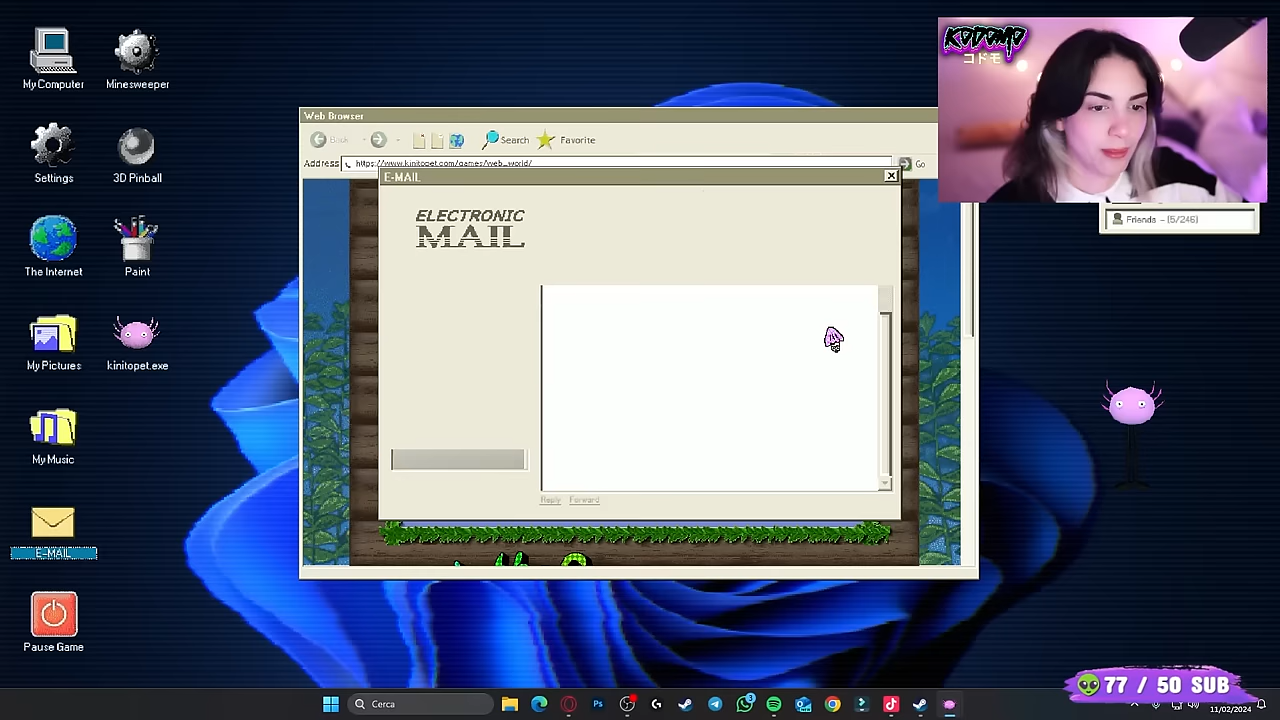 My Computer
Minesweeper
Settings
3D Pinball
The Internet
Paint
My Pictures
kinitopet.exe
My Music
E-MAIL
Pause Game
Web Browser
Back
Search
Favorite
Address
https://www.kinitopet.com/games/web_world/
Go
E-MAIL
ELECTRONIC
MAIL
Reply
Forward
KODOMO
コドモ
Friends - (5/246)
77 / 50 SUB
Cerca
3
11/02/2024